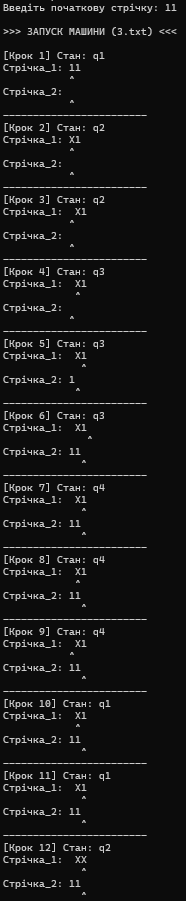 Введіть початкову стрічку: 11
>>> ЗАПУСК МАШИНИ (3.txt) <<<
[Крок 1] Стан: q1
Стрічка_1: 11
^
Стрічка_2:
^
------------------------
[Крок 2] Стан: q2
Стрічка_1: X1
^
Стрічка_2:
^
------------------------
[Крок 3] Стан: q2
Стрічка_1:  X1
^
Стрічка_2:
^
------------------------
[Крок 4] Стан: q3
Стрічка_1:  X1
^
Стрічка_2:
^
------------------------
[Крок 5] Стан: q3
Стрічка_1:  X1
^
Стрічка_2: 1
^
------------------------
[Крок 6] Стан: q3
Стрічка_1:  X1
^
Стрічка_2: 11
^
------------------------
[Крок 7] Стан: q4
Стрічка_1:  X1
^
Стрічка_2: 11
^
------------------------
[Крок 8] Стан: q4
Стрічка_1:  X1
^
Стрічка_2: 11
^
------------------------
[Крок 9] Стан: q4
Стрічка_1:  X1
^
Стрічка_2: 11
^
------------------------
[Крок 10] Стан: q1
Стрічка_1:  X1
^
Стрічка_2: 11
^
------------------------
[Крок 11] Стан: q1
Стрічка_1:  X1
^
Стрічка_2: 11
^
------------------------
[Крок 12] Стан: q2
Стрічка_1:  XX
^
Стрічка_2: 11
^